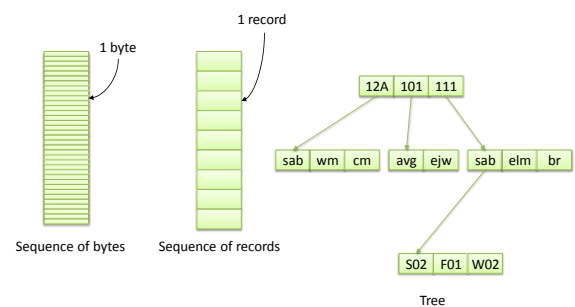 1 record
1 byte
12A 101 111
sab wm cm avg ejw sab elm br
Sequence of bytes Sequence of records
S02 F01 W02
Tree